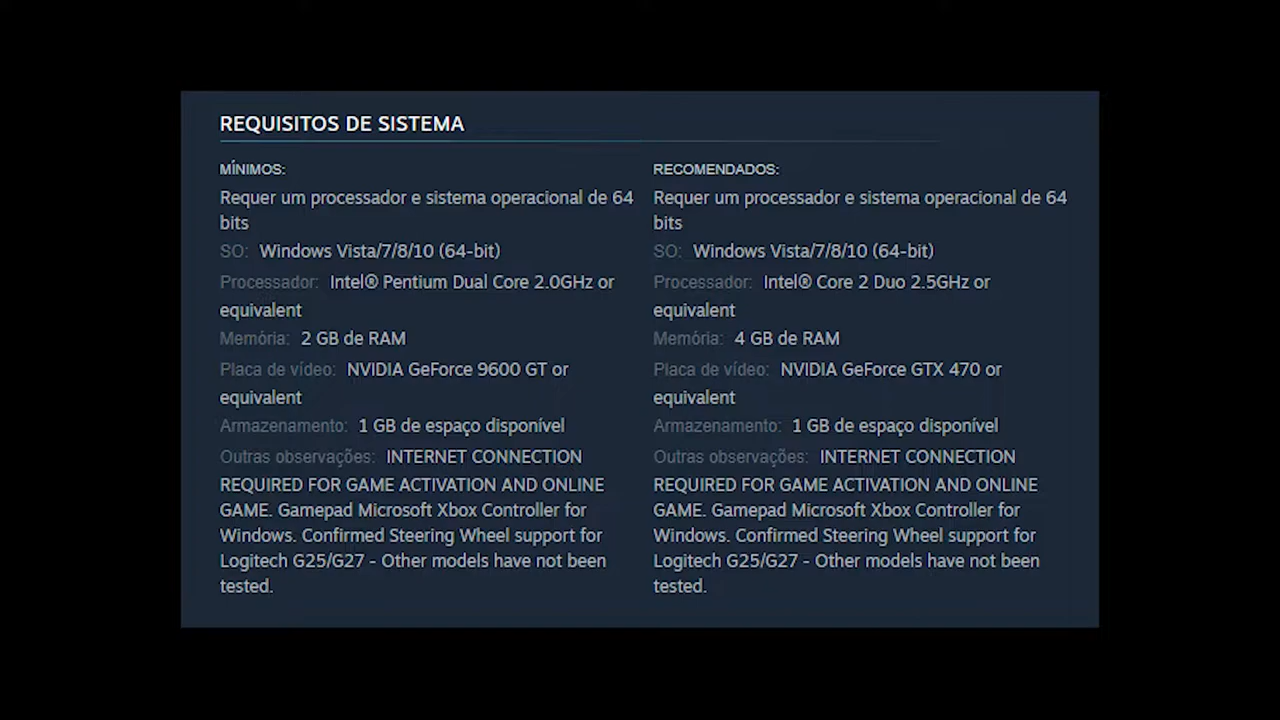 REQUISITOS DE SISTEMA
MÍNIMOS:
Requer um processador e sistema operacional de 64
bits
SO: Windows Vista/7/8/10 (64-bit)
Processador: Intel® Pentium Dual Core 2.0GHz or
equivalent
Memória: 2 GB de RAM
Placa de vídeo: NVIDIA GeForce 9600 GT or
equivalent
Armazenamento: 1 GB de espaço disponível
Outras observações: INTERNET CONNECTION
REQUIRED FOR GAME ACTIVATION AND ONLINE
GAME. Gamepad Microsoft Xbox Controller for
Windows. Confirmed Steering Wheel support for
Logitech G25/G27 - Other models have not been
tested.
RECOMENDADOS:
Requer um processador e sistema operacional de 64
bits
SO: Windows Vista/7/8/10 (64-bit)
Processador: Intel® Core 2 Duo 2.5GHz or
equivalent
Memória: 4 GB de RAM
Placa de vídeo: NVIDIA GeForce GTX 470 or
equivalent
Armazenamento: 1 GB de espaço disponível
Outras observações: INTERNET CONNECTION
REQUIRED FOR GAME ACTIVATION AND ONLINE
GAME. Gamepad Microsoft Xbox Controller for
Windows. Confirmed Steering Wheel support for
Logitech G25/G27 - Other models have not been
tested.